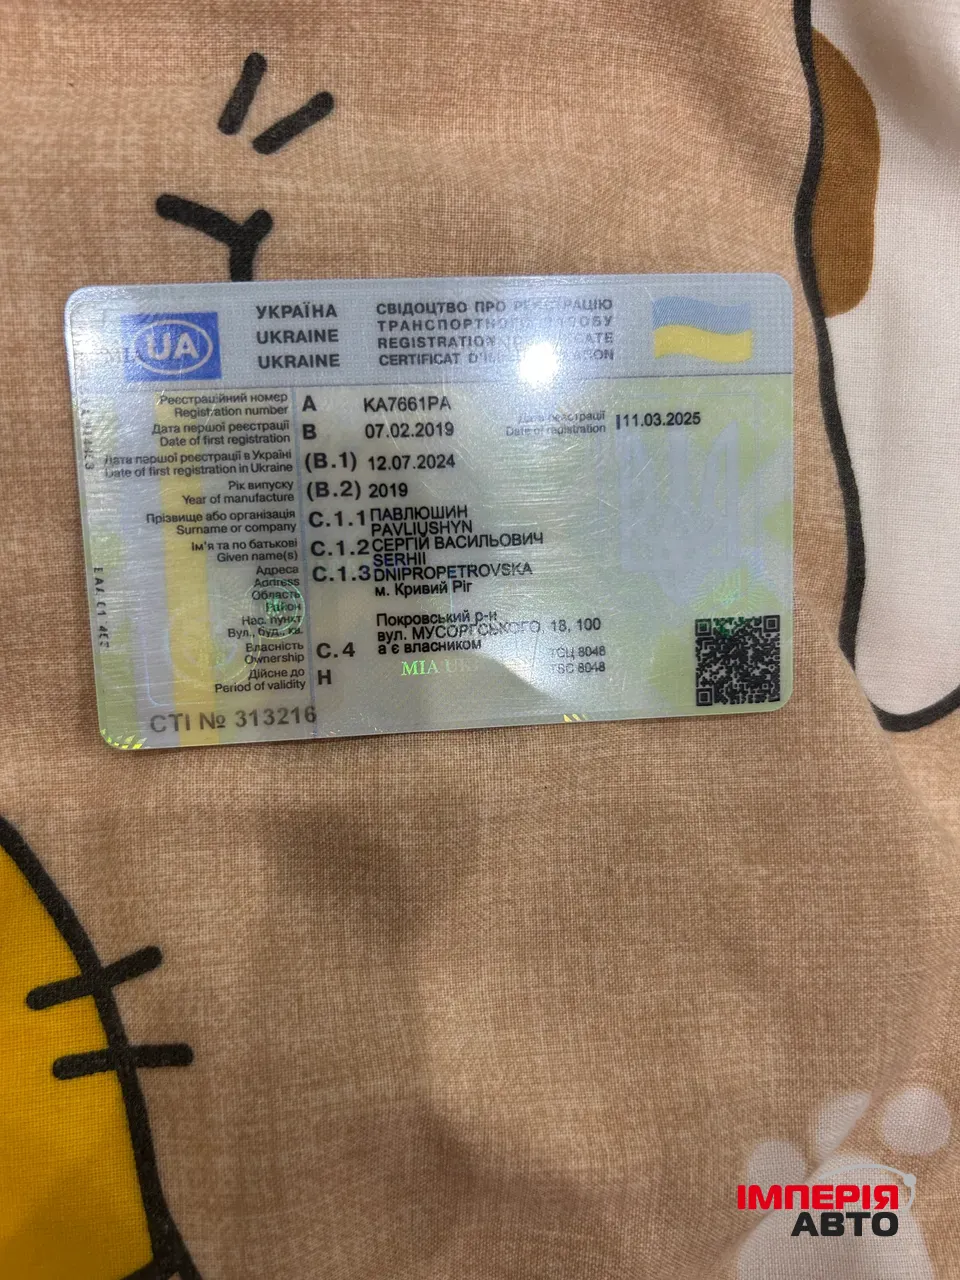 UA
УКРАЇНА
UKRAINE
UKRAINE
СВІДОЦТВО ПРО РЕЄСТРАЦІЮ
ТРАНСПОРТНОГО ЗАСОБУ
REGISTRATION CERTIFICATE
CERTIFICAT D'IMMATRICULATION
Реєстраційний номер
Registration number
A KA7661PA
Дата реєстрації
Date of registration
11.03.2025
Дата першої реєстрації
Date of first registration
B 07.02.2019
Дата першої реєстрації в Україні
Date of first registration in Ukraine
(B.1) 12.07.2024
Рік випуску
Year of manufacture
(B.2) 2019
Прізвище або організація
Surname or company
C.1.1 ПАВЛЮШИН
PAVLIUSHYN
Ім'я та по батькові
Given name(s)
C.1.2 СЕРГІЙ ВАСИЛЬОВИЧ
SERHII
Адреса
Address
Область
Район
Нас. пункт
Вул., буд., кв.
C.1.3 DNIPROPETROVSKA
м. Кривий Ріг
Покровський р-н
вул. МУСОРГСЬКОГО, 18, 100
Власність
Ownership
C.4 а є власником
ТСЦ 8048
TSC 8048
MIA UKR
Дійсне до
Period of validity
H
СТІ № 313216
ІМПЕРІЯ
АВТО